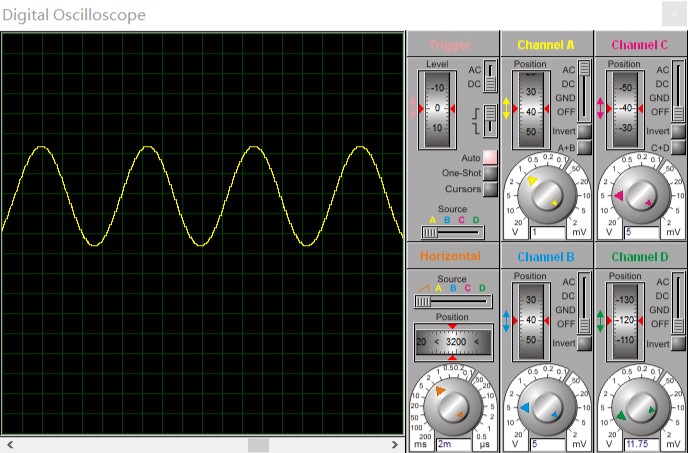 Digital Oscilloscope
Trigger
Level
-10
0
10
AC
DC
Auto
One-Shot
Cursors
Source
A B C D
Channel A
Position
30
40
50
AC
DC
GND
OFF
Invert
A+B
0.5 0.2 0.1
1 50
2 20
5 10
10 5
20 2
V 1 mV
Channel C
Position
-50
-40
-30
AC
DC
GND
OFF
Invert
C+D
0.5 0.2 0.1
1 50
2 20
5 10
10 5
20 2
V 5 mV
Horizontal
Source
A B C D
Position
20 < 3200 <
1 0.5 0.2 0.1
2 50
5 20
10 10
20 5
50 2
100 1
200 0.5
ms 2m µs
Channel B
Position
30
40
50
AC
DC
GND
OFF
Invert
0.5 0.2 0.1
1 50
2 20
5 10
10 5
20 2
V 5 mV
Channel D
Position
-130
-120
-110
AC
DC
GND
OFF
Invert
0.5 0.2 0.1
1 50
2 20
5 10
10 5
20 2
V 11.75 mV